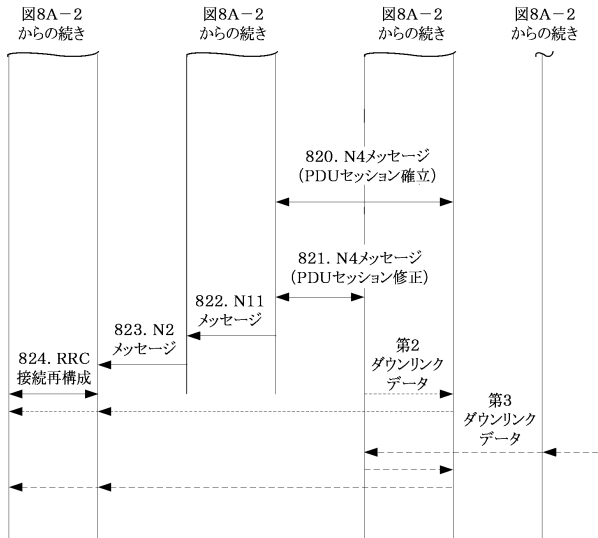 図8A-2
からの続き
図8A-2
からの続き
図8A-2
からの続き
図8A-2
からの続き
820. N4メッセージ
(PDUセッション確立)
821. N4メッセージ
(PDUセッション修正)
822. N11
メッセージ
823. N2
メッセージ
824. RRC
接続再構成
第2
ダウンリンク
データ
第3
ダウンリンク
データ